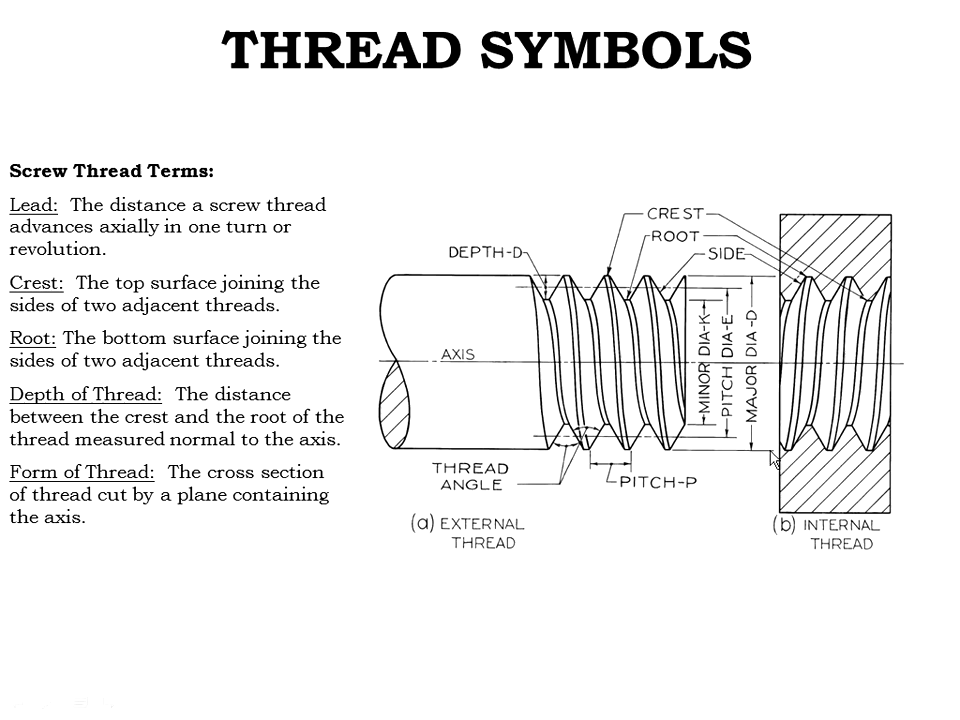 THREAD SYMBOLS
Screw Thread Terms:
Lead: The distance a screw thread
advances axially in one turn or
revolution.
Crest: The top surface joining the
sides of two adjacent threads.
Root: The bottom surface joining the
sides of two adjacent threads.
Depth of Thread: The distance
between the crest and the root of the
thread measured normal to the axis.
Form of Thread: The cross section
of thread cut by a plane containing
the axis.
CREST
ROOT
DEPTH-D
SIDE
AXIS
MINOR DIA-K
PITCH DIA-E
MAJOR DIA-D
THREAD
ANGLE
PITCH-P
(a) EXTERNAL
THREAD
(b) INTERNAL
THREAD